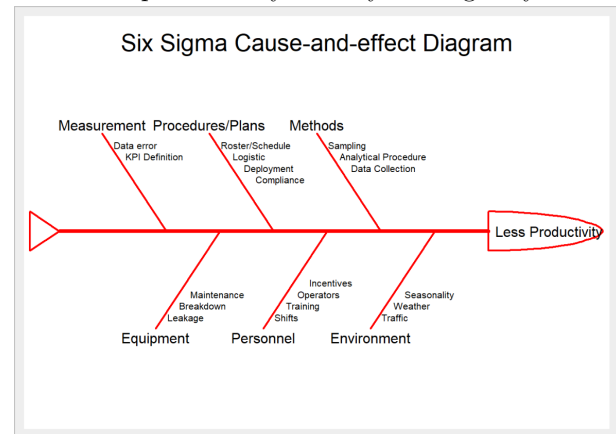 Six Sigma Cause-and-effect Diagram
Measurement
Procedures/Plans
Methods
Data error
KPI Definition
Roster/Schedule
Logistic
Deployment
Compliance
Sampling
Analytical Procedure
Data Collection
Less Productivity
Maintenance
Breakdown
Leakage
Incentives
Operators
Training
Shifts
Seasonality
Weather
Traffic
Equipment
Personnel
Environment